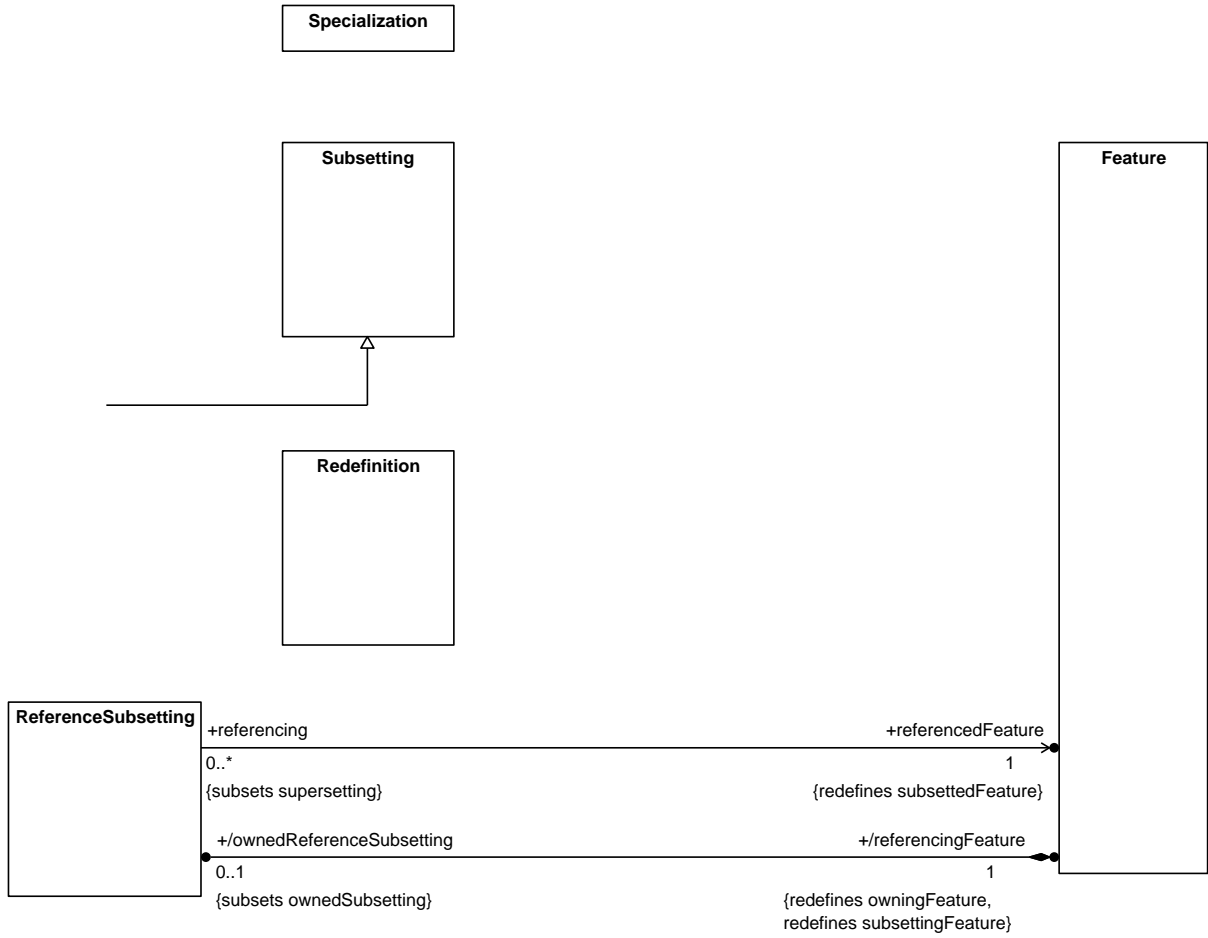 Specialization
Subsetting
Feature
Redefinition
ReferenceSubsetting
+referencing
+referencedFeature
0..*
1
{subsets supersetting}
{redefines subsettedFeature}
+/ownedReferenceSubsetting
+/referencingFeature
0..1
1
{subsets ownedSubsetting}
{redefines owningFeature,
redefines subsettingFeature}